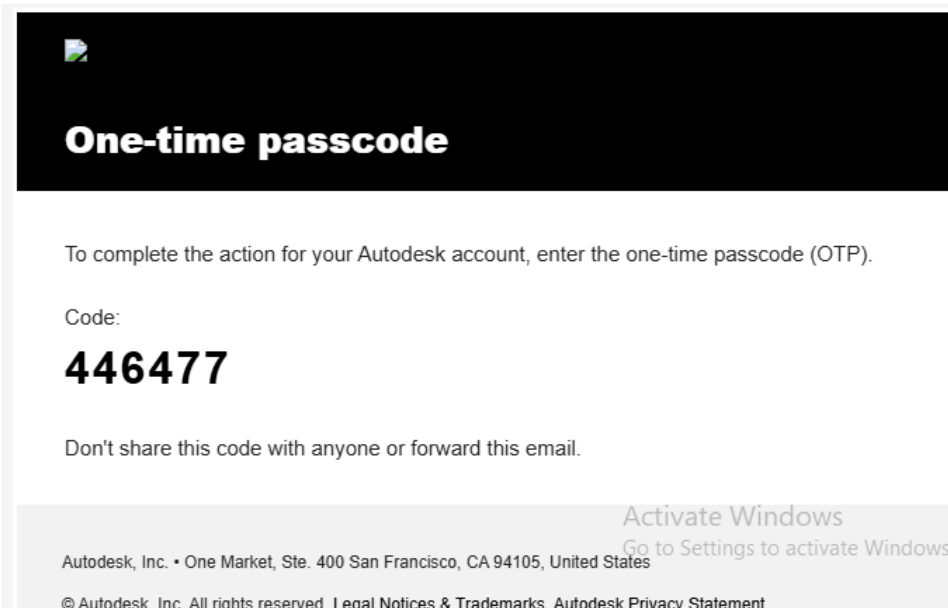 One-time passcode
To complete the action for your Autodesk account, enter the one-time passcode (OTP).
Code:
446477
Don't share this code with anyone or forward this email.
Activate Windows
Go to Settings to activate Windows
Autodesk, Inc. • One Market, Ste. 400 San Francisco, CA 94105, United States
© Autodesk, Inc. All rights reserved. Legal Notices & Trademarks Autodesk Privacy Statement